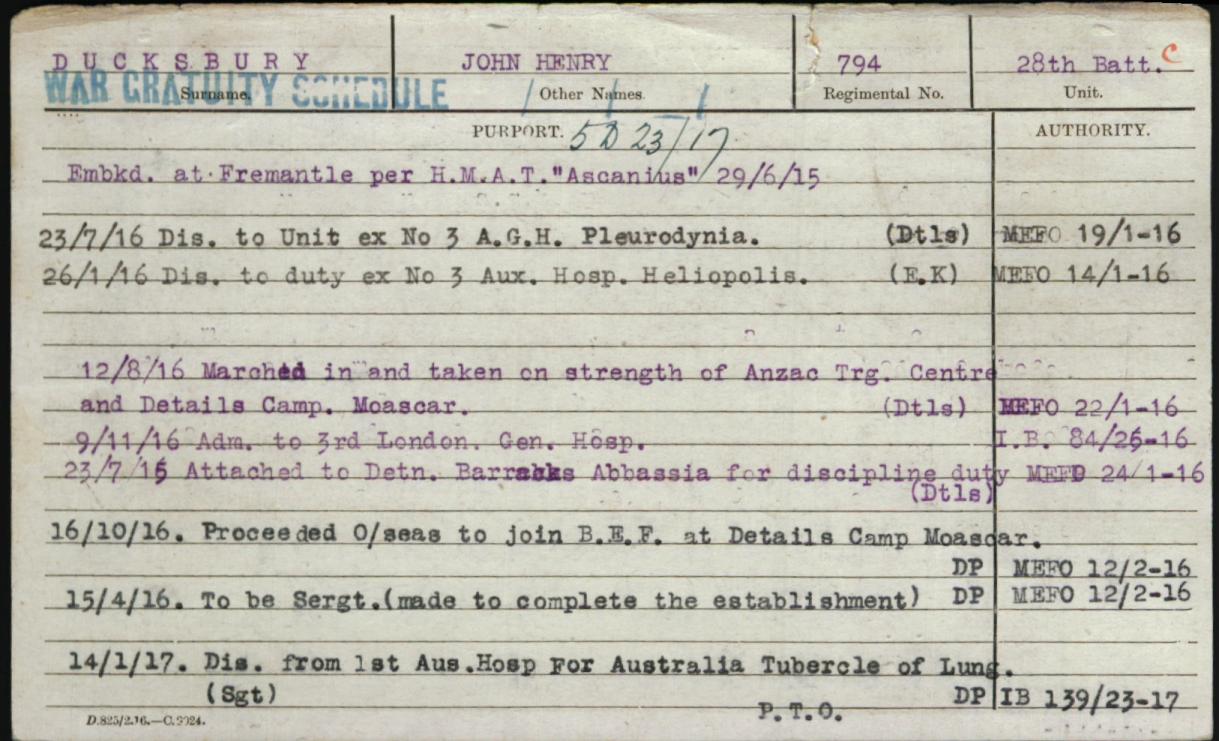 DUCKSBURY JOHN HENRY 794 28th Batt. C
WAR GRATUITY SCHEDULE
Surname. Other Names. Regimental No. Unit.
PURPORT. 5 D 23/17 AUTHORITY.
Embkd. at Fremantle per H.M.A.T."Ascanius" 29/6/15
23/7/16 Dis. to Unit ex No 3 A.G.H. Pleurodynia. (Dtls) MEFO 19/1-16
26/1/16 Dis. to duty ex No 3 Aux. Hosp. Heliopolis. (E.K) MEFO 14/1-16
12/8/16 Marched in and taken on strength of Anzac Trg. Centre
and Details Camp. Moascar. (Dtls) MEFO 22/1-16
9/11/16 Adm. to 3rd London. Gen. Hosp. I.B. 84/25-16
23/7/15 Attached to Detn. Barracks Abbassia for discipline duty MEFO 24/1-16
(Dtls)
16/10/16. Proceeded O/seas to join B.E.F. at Details Camp Moascar.
DP MEFO 12/2-16
15/4/16. To be Sergt.(made to complete the establishment) DP MEFO 12/2-16
14/1/17. Dis. from 1st Aus.Hosp For Australia Tubercle of Lung.
(Sgt) DP IB 139/23-17
D.825/2.16.—C.9924. P.T.O.